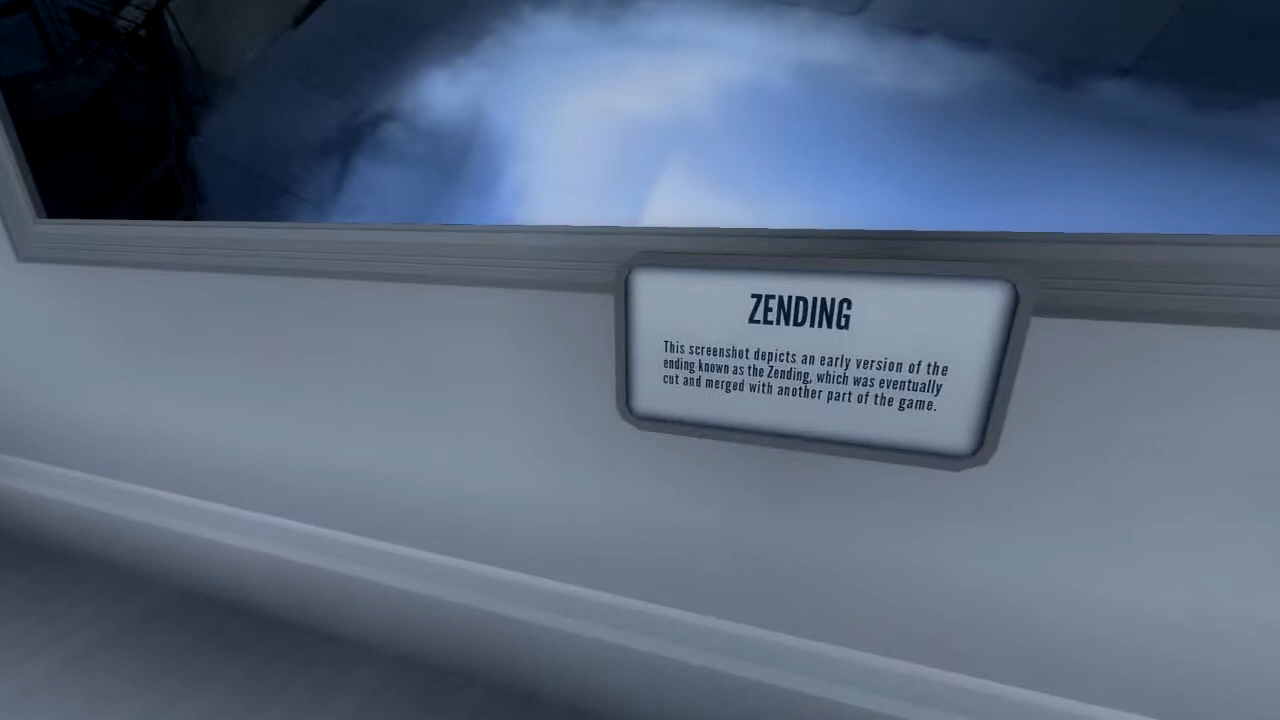 ZENDING
This screenshot depicts an early version of the
ending known as the Zending, which was eventually
cut and merged with another part of the game.